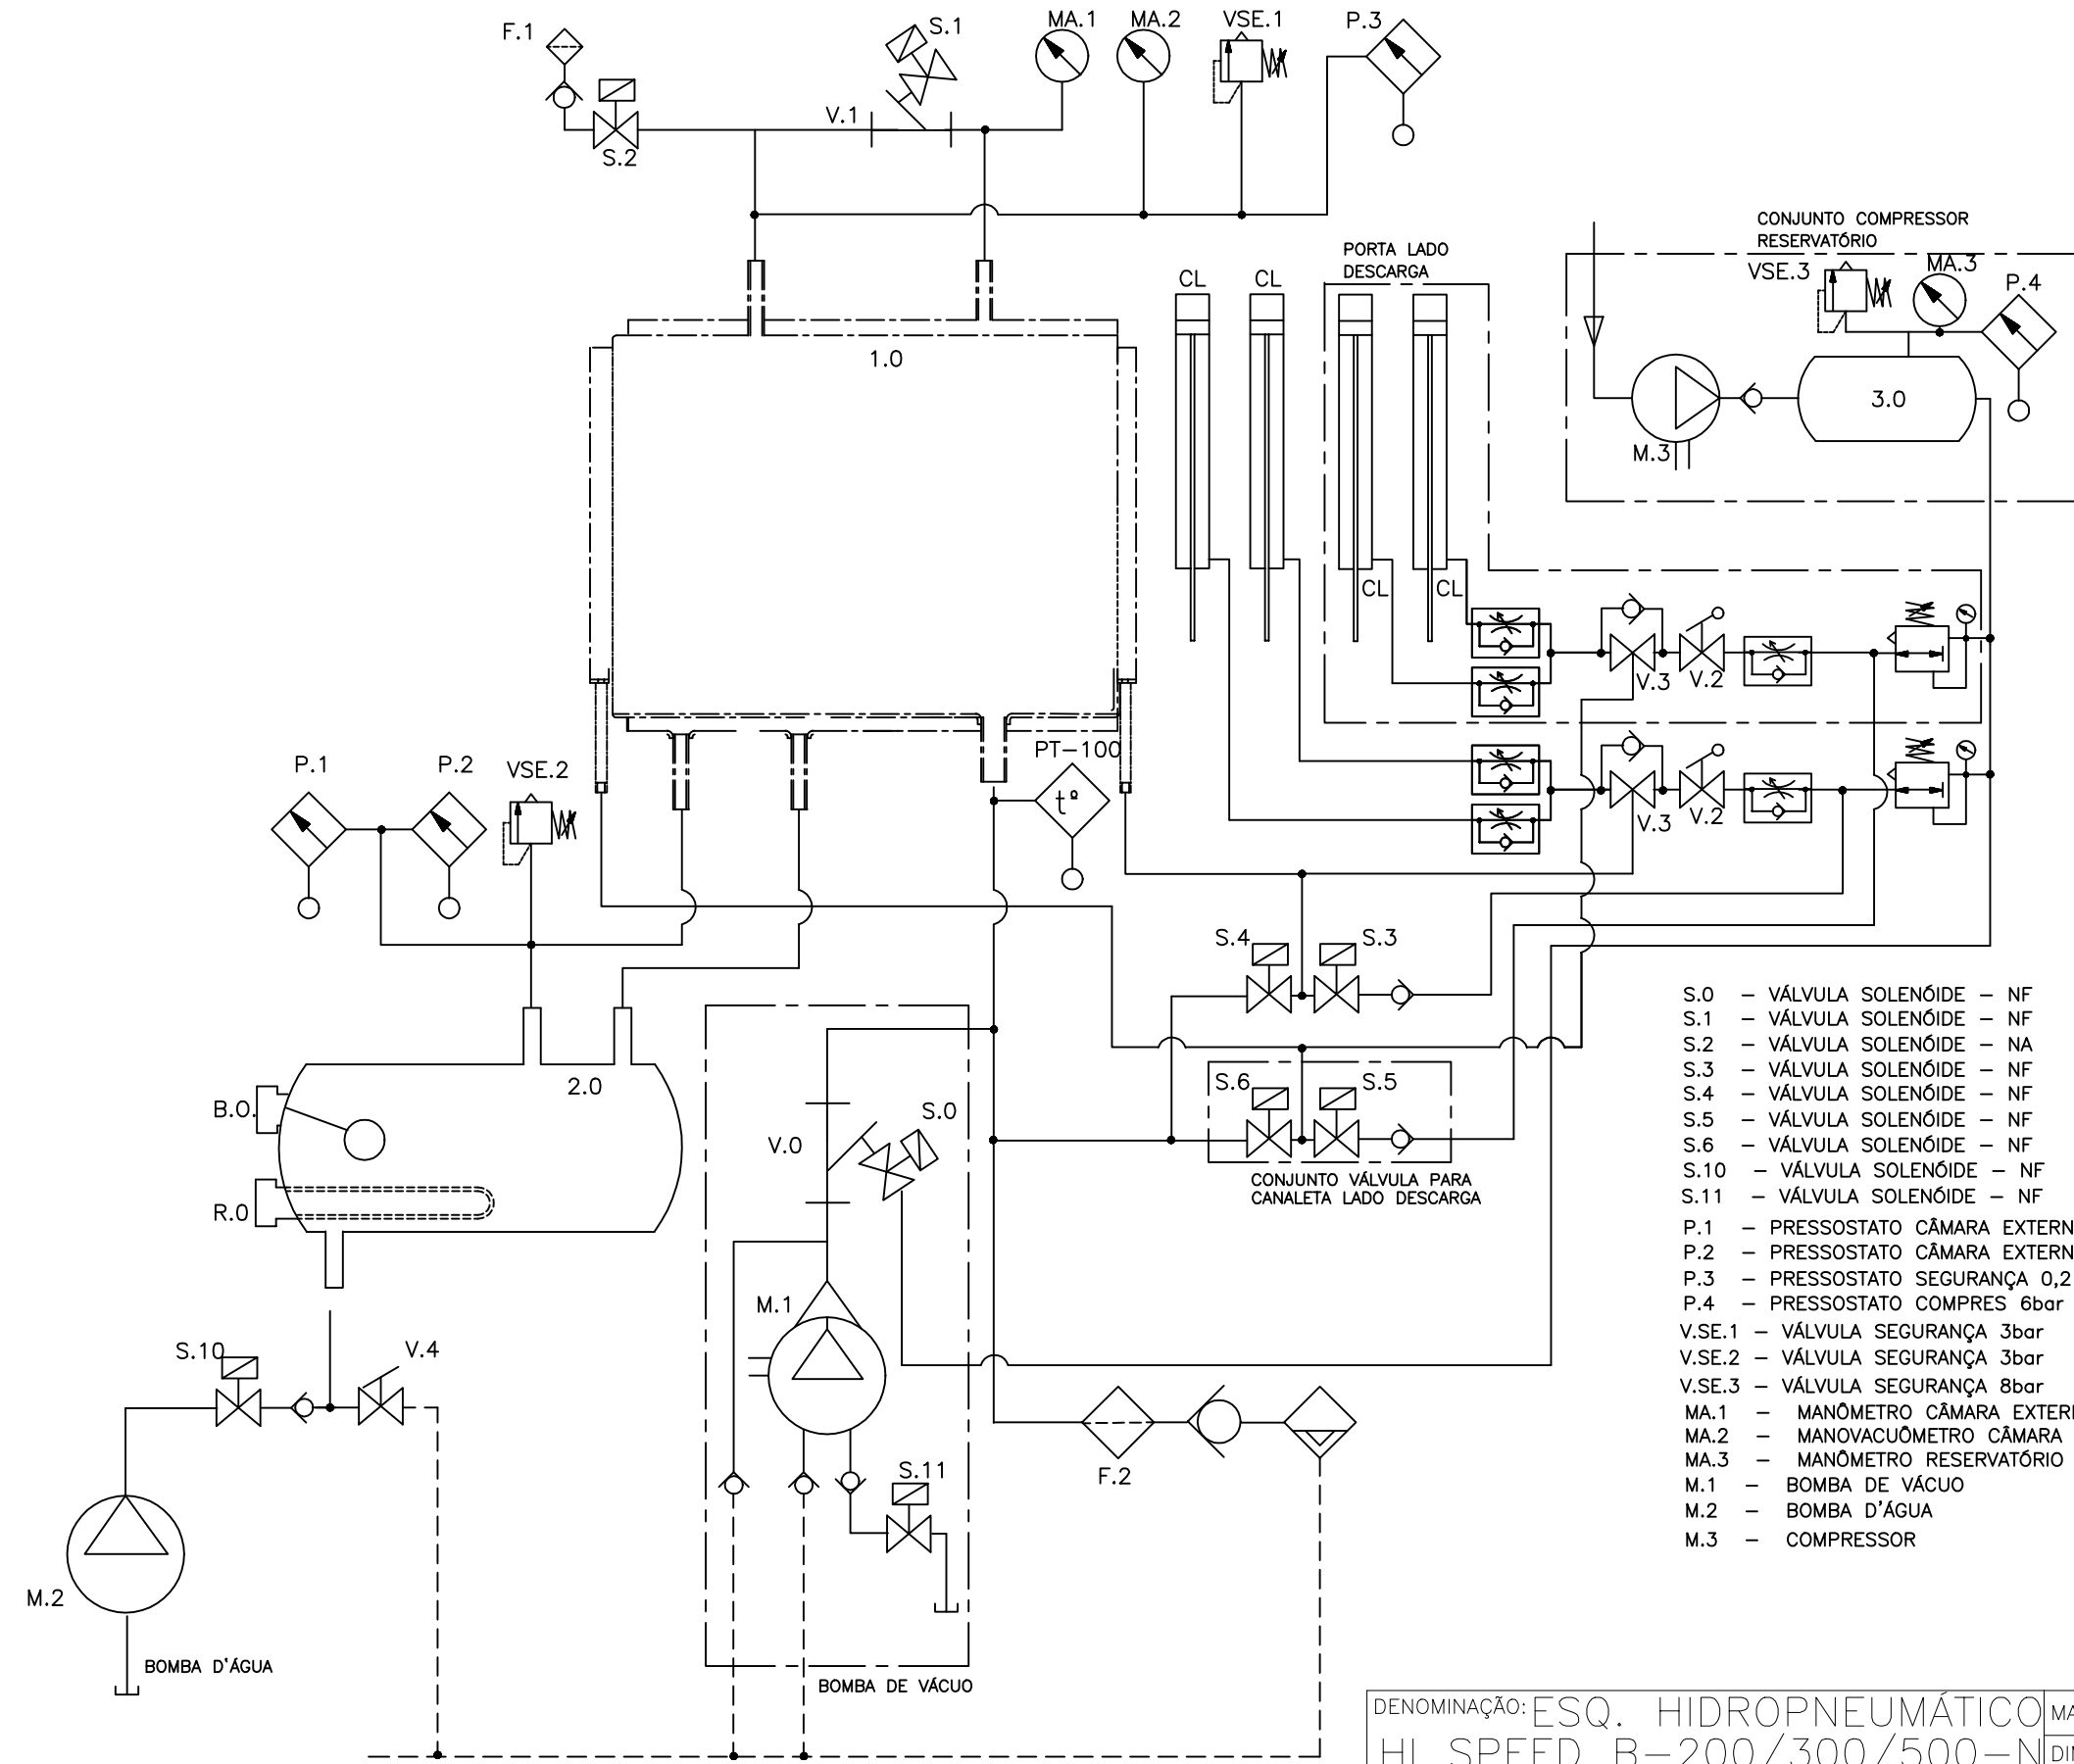 F.1
S.1
MA.1
MA.2
VSE.1
P.3
V.1
S.2
CONJUNTO COMPRESSOR
RESERVATÓRIO
PORTA LADO
DESCARGA
VSE.3
MA.3
P.4
CL
CL
1.0
3.0
M.3
CL
CL
V.3
V.2
PT-100
P.1
P.2
VSE.2
tº
V.3
V.2
S.4
S.3
2.0
B.O.
R.O
S.6
S.5
V.0
S.0
CONJUNTO VÁLVULA PARA
CANALETA LADO DESCARGA
M.1
S.10
V.4
S.11
F.2
M.2
BOMBA D'ÁGUA
BOMBA DE VÁCUO
S.0 – VÁLVULA SOLENÓIDE – NF
S.1 – VÁLVULA SOLENÓIDE – NF
S.2 – VÁLVULA SOLENÓIDE – NA
S.3 – VÁLVULA SOLENÓIDE – NF
S.4 – VÁLVULA SOLENÓIDE – NF
S.5 – VÁLVULA SOLENÓIDE – NF
S.6 – VÁLVULA SOLENÓIDE – NF
S.10 – VÁLVULA SOLENÓIDE – NF
S.11 – VÁLVULA SOLENÓIDE – NF
P.1 – PRESSOSTATO CÂMARA EXTERN
P.2 – PRESSOSTATO CÂMARA EXTERN
P.3 – PRESSOSTATO SEGURANÇA 0,2
P.4 – PRESSOSTATO COMPRES 6bar
V.SE.1 – VÁLVULA SEGURANÇA 3bar
V.SE.2 – VÁLVULA SEGURANÇA 3bar
V.SE.3 – VÁLVULA SEGURANÇA 8bar
MA.1 – MANÔMETRO CÂMARA EXTER
MA.2 – MANOVACUÔMETRO CÂMARA
MA.3 – MANÔMETRO RESERVATÓRIO
M.1 – BOMBA DE VÁCUO
M.2 – BOMBA D'ÁGUA
M.3 – COMPRESSOR
DENOMINAÇÃO: ESQ. HIDROPNEUMÁTICO
HI SPEED B-200/300/500-N